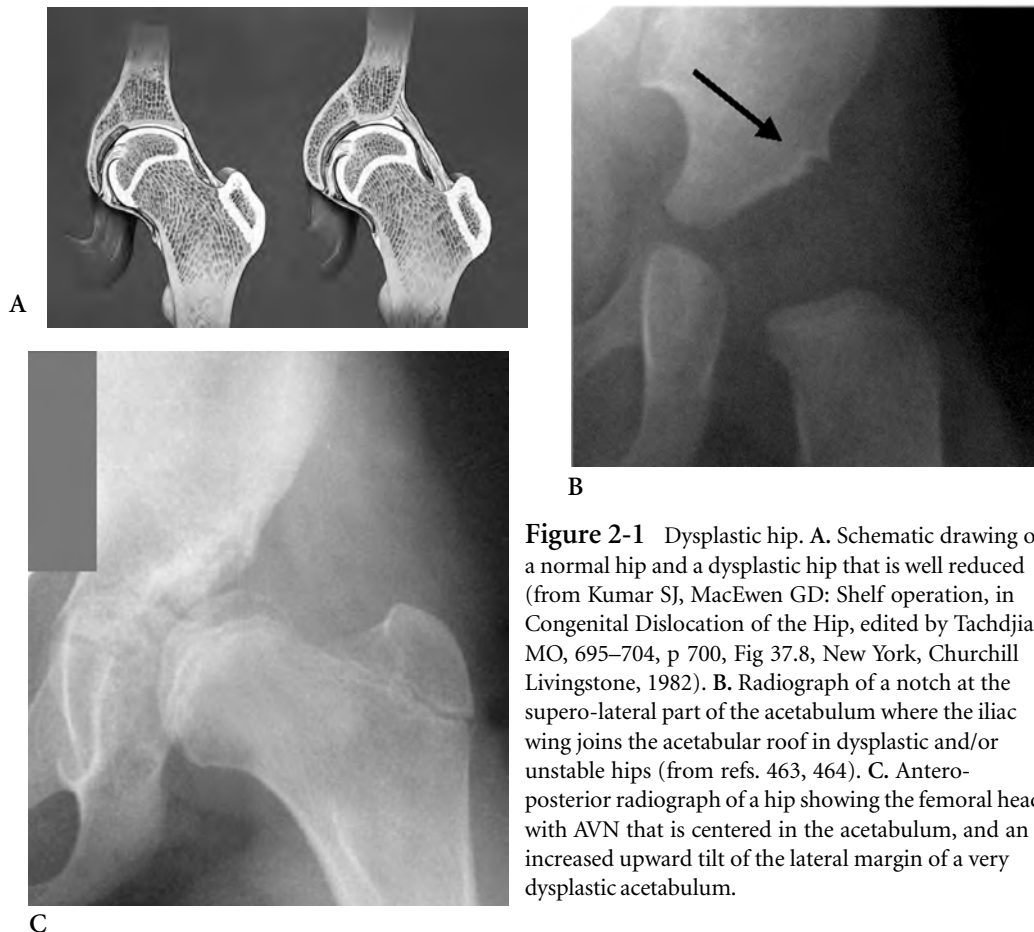 A
B
Figure 2-1 Dysplastic hip. A. Schematic drawing o
a normal hip and a dysplastic hip that is well reduced
(from Kumar SJ, MacEwen GD: Shelf operation, in
Congenital Dislocation of the Hip, edited by Tachdjia
MO, 695–704, p 700, Fig 37.8, New York, Churchill
Livingstone, 1982). B. Radiograph of a notch at the
supero-lateral part of the acetabulum where the iliac
wing joins the acetabular roof in dysplastic and/or
unstable hips (from refs. 463, 464). C. Antero-
posterior radiograph of a hip showing the femoral head
with AVN that is centered in the acetabulum, and an
increased upward tilt of the lateral margin of a very
dysplastic acetabulum.
C